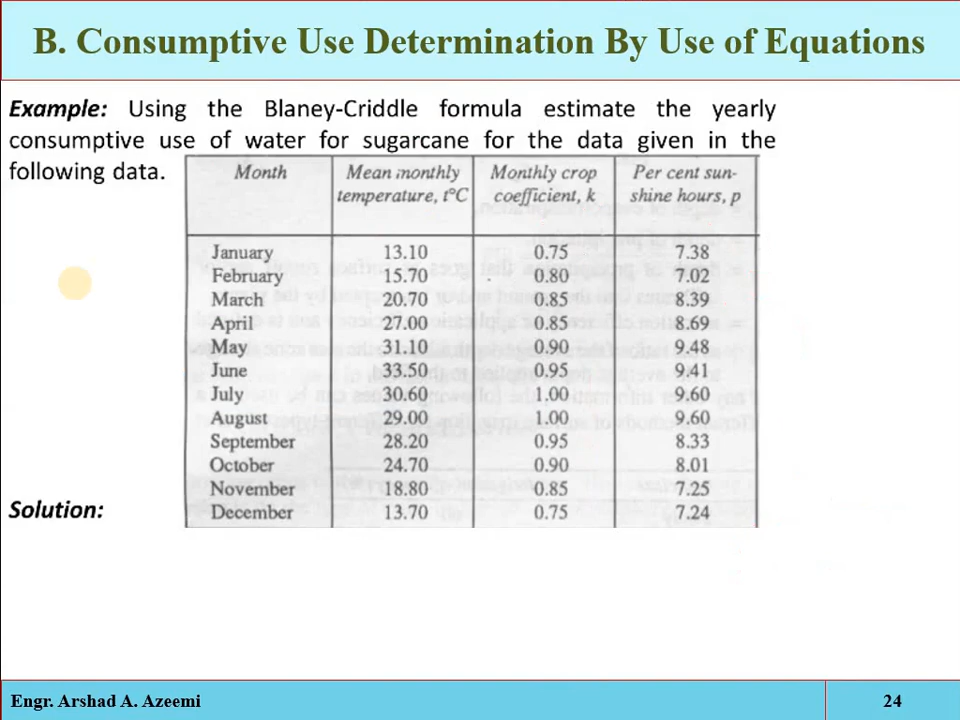 B. Consumptive Use Determination By Use of Equations
Example: Using the Blaney-Criddle formula estimate the yearly
consumptive use of water for sugarcane for the data given in the
following data.
Month Mean monthly temperature, t°C Monthly crop coefficient, k Per cent sun-shine hours, p
January 13.10 0.75 7.38
February 15.70 0.80 7.02
March 20.70 0.85 8.39
April 27.00 0.85 8.69
May 31.10 0.90 9.48
June 33.50 0.95 9.41
July 30.60 1.00 9.60
August 29.00 1.00 9.60
September 28.20 0.95 8.33
October 24.70 0.90 8.01
November 18.80 0.85 7.25
December 13.70 0.75 7.24
Solution:
Engr. Arshad A. Azeemi 24